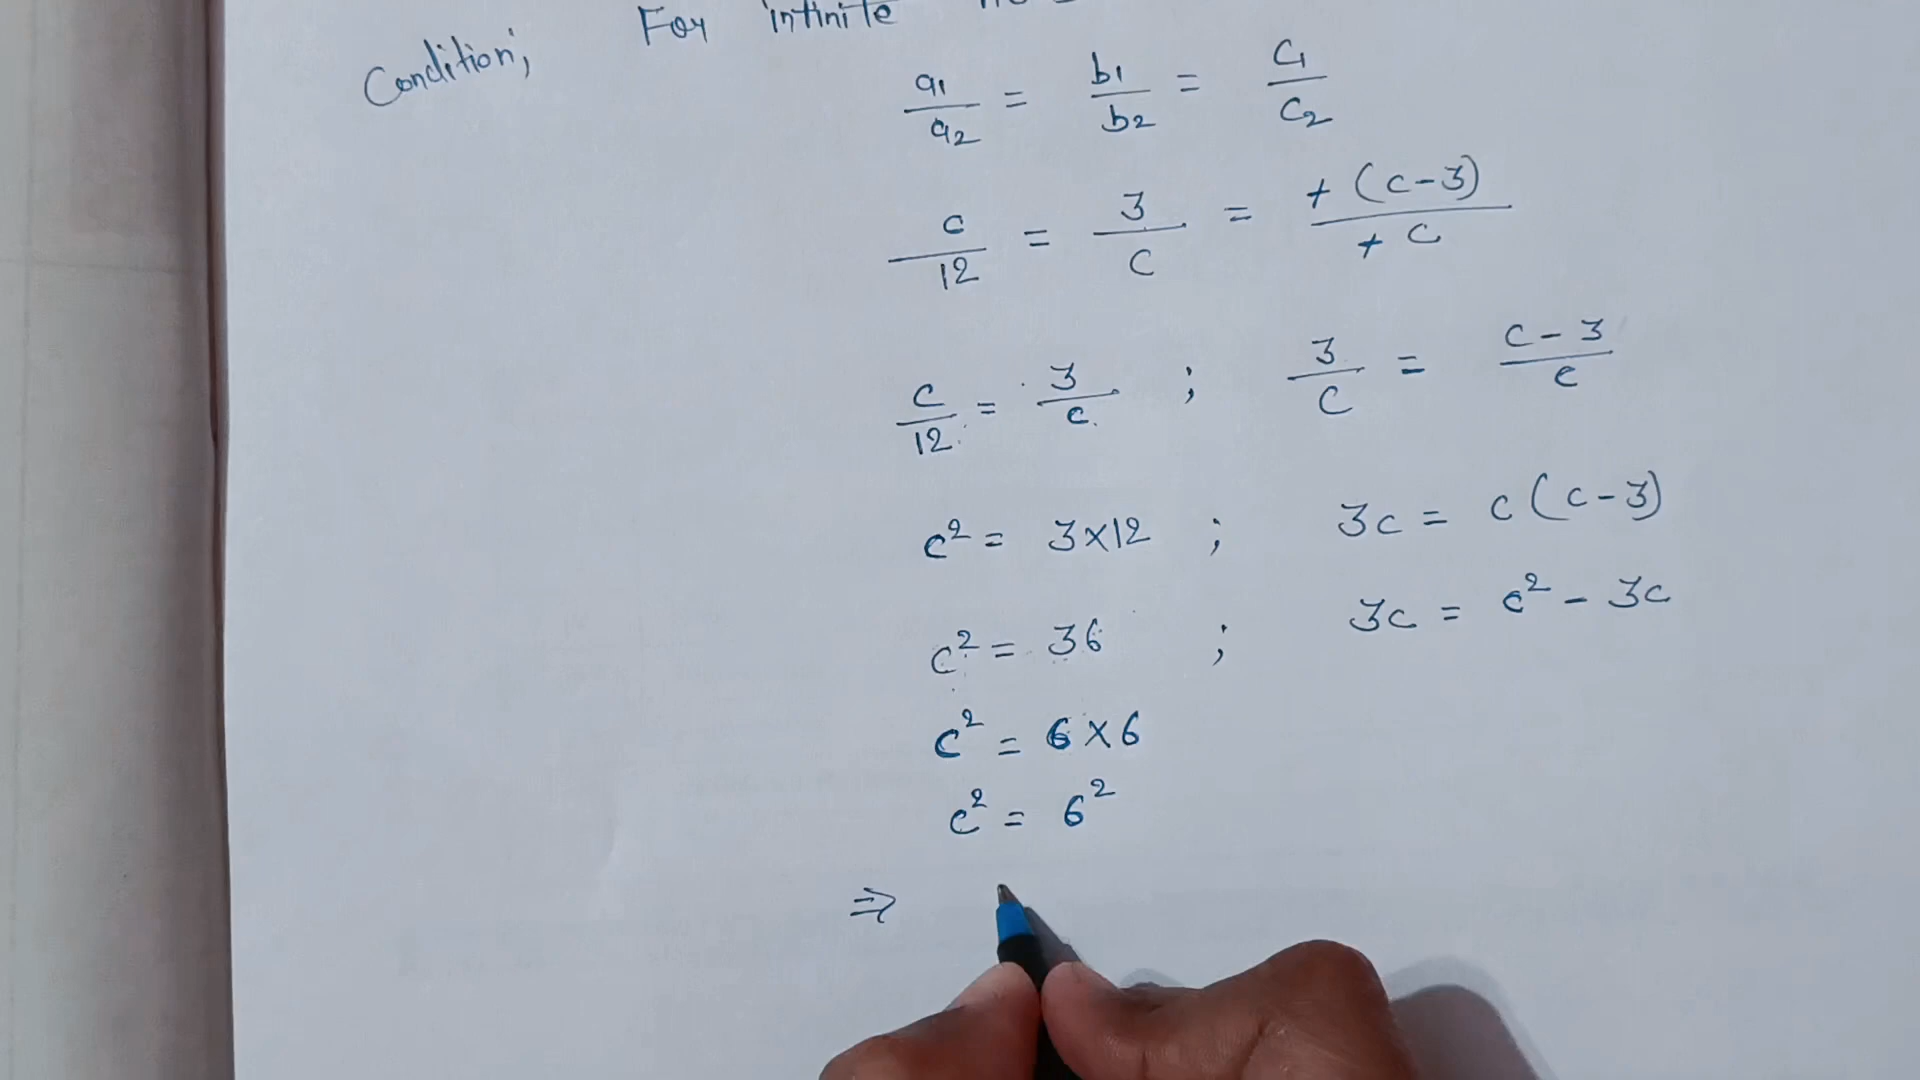 Condition; For infinite
a1/a2 = b1/b2 = C1/C2
c/12 = 3/C = +(c-3)/+C
c/12 = 3/c ; 3/C = c-3/c
c² = 3×12 ; 3c = c(c-3)
c² = 36 ; 3c = c² - 3c
c² = 6×6
c² = 6²
⇒